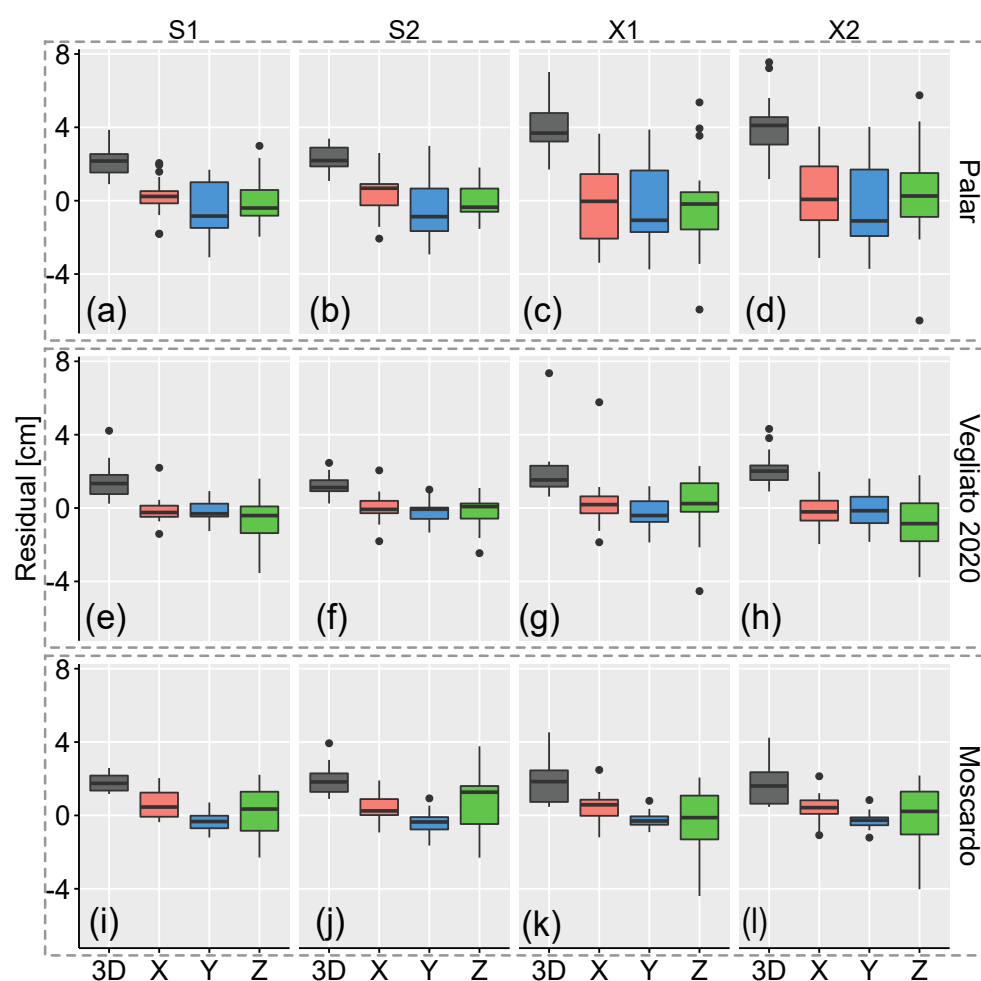 S1 S2 X1 X2
8
4
0
-4
(a) (b) (c) (d)
Palar
8
4
0
-4
(e) (f) (g) (h)
Vegliato 2020
Residual [cm]
8
4
0
-4
(i) (j) (k) (l)
Moscardo
3D X Y Z 3D X Y Z 3D X Y Z 3D X Y Z